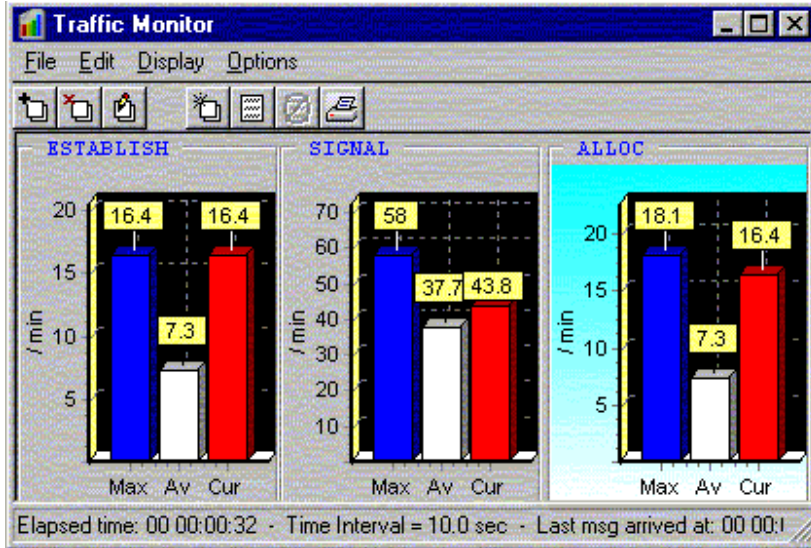 Traffic Monitor
File Edit Display Options
ESTABLISH SIGNAL ALLOC
20
15
10
5
/ min
16.4
7.3
16.4
Max Av Cur
70
60
50
40
30
20
10
/ min
58
37.7
43.8
Max Av Cur
20
15
10
5
/ min
18.1
7.3
16.4
Max Av Cur
Elapsed time: 00 00:00:32 - Time Interval = 10.0 sec - Last msg arrived at: 00 00: